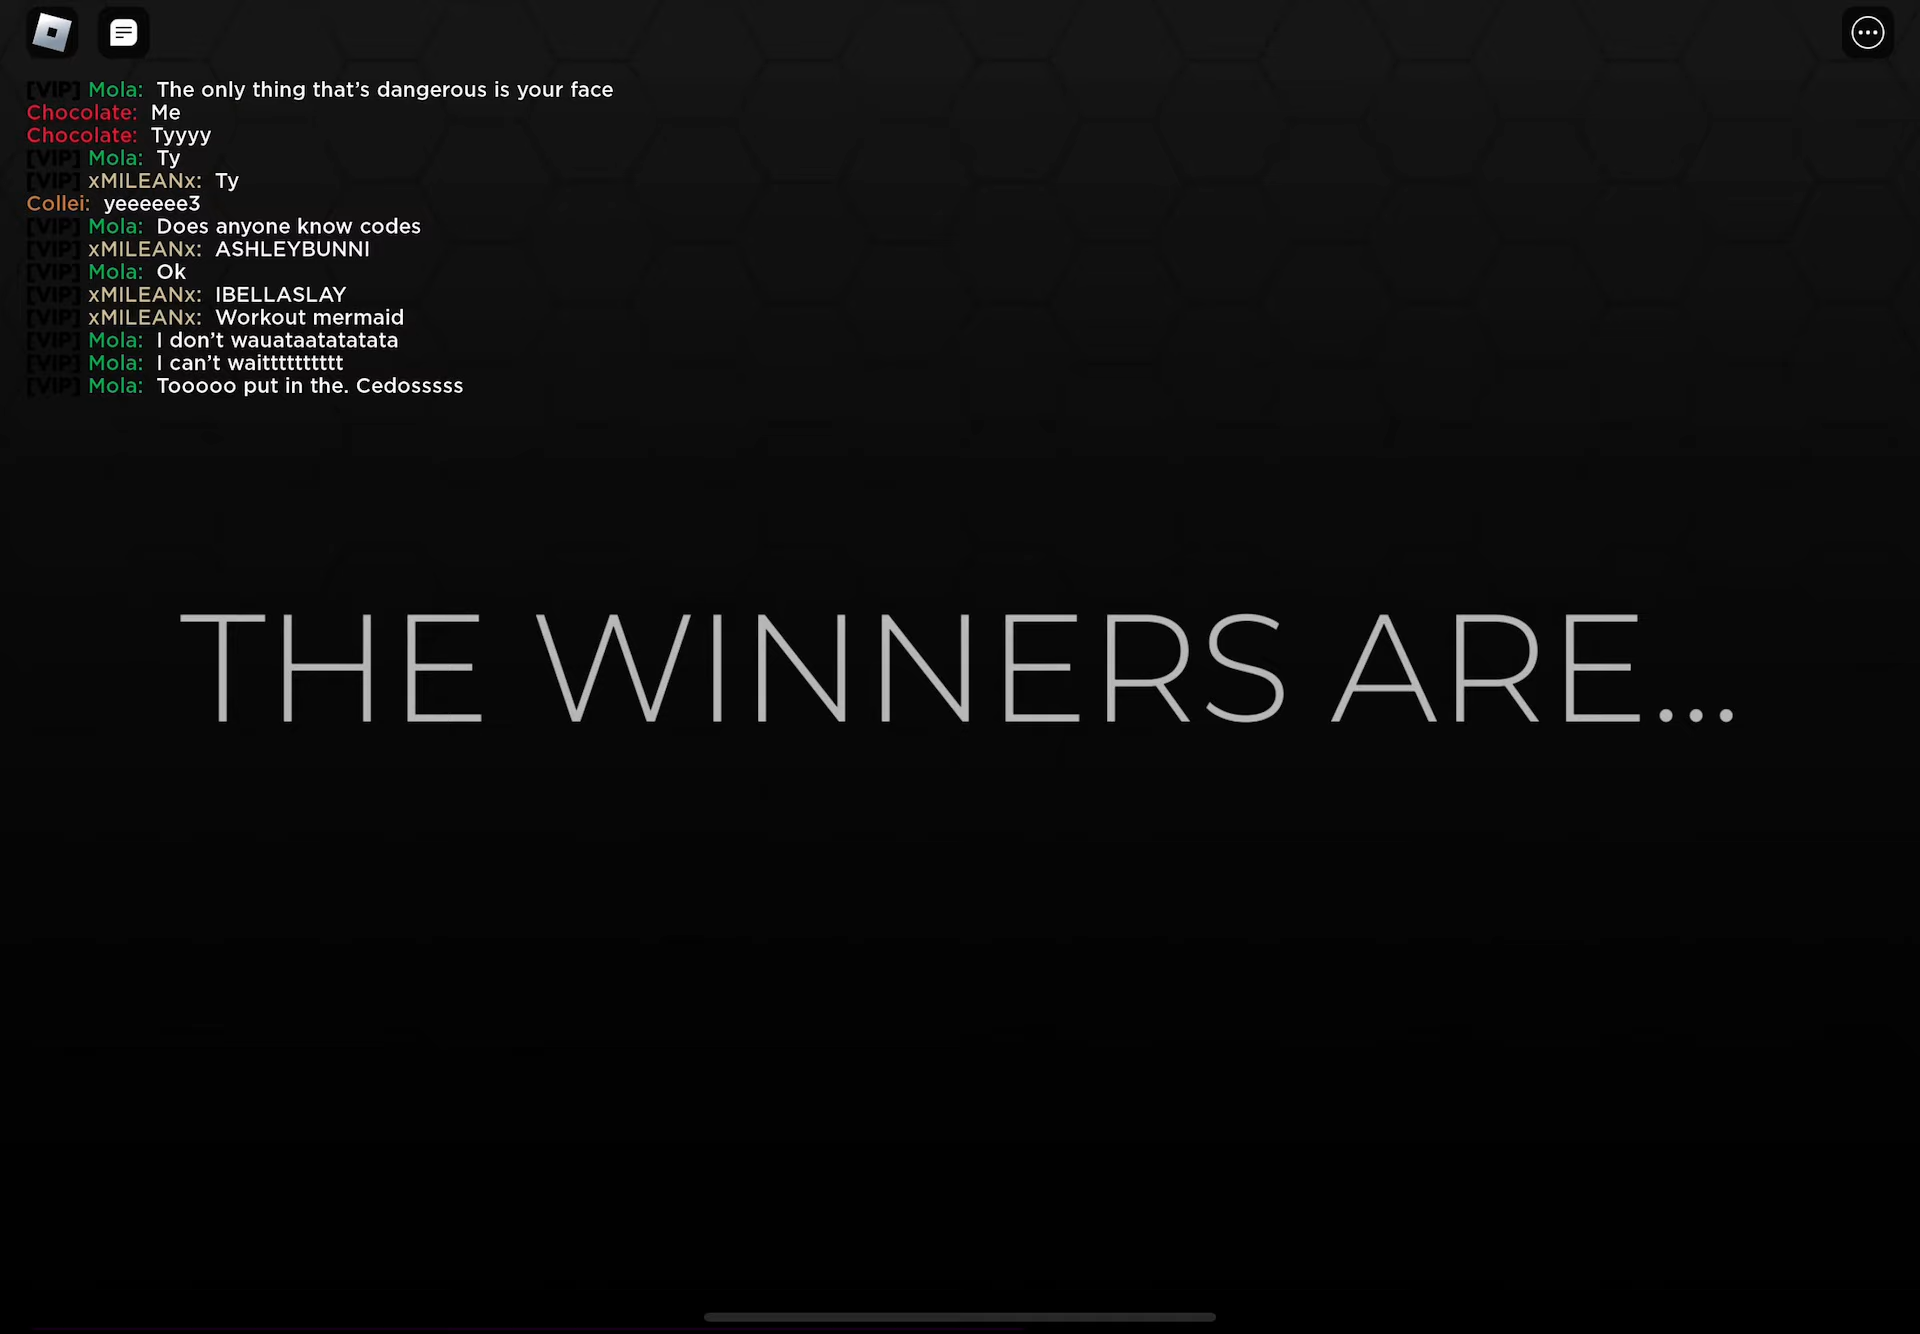 [VIP] Mola: The only thing that's dangerous is your face
Chocolate: Me
Chocolate: Tyyyy
[VIP] Mola: Ty
[VIP] xMILEANx: Ty
Collei: yeeeeee3
[VIP] Mola: Does anyone know codes
[VIP] xMILEANx: ASHLEYBUNNI
[VIP] Mola: Ok
[VIP] xMILEANx: IBELLASLAY
[VIP] xMILEANx: Workout mermaid
[VIP] Mola: I don't wauataatatatata
[VIP] Mola: I can't waittttttttttt
[VIP] Mola: Tooooo put in the. Cedosssss
THE WINNERS ARE...